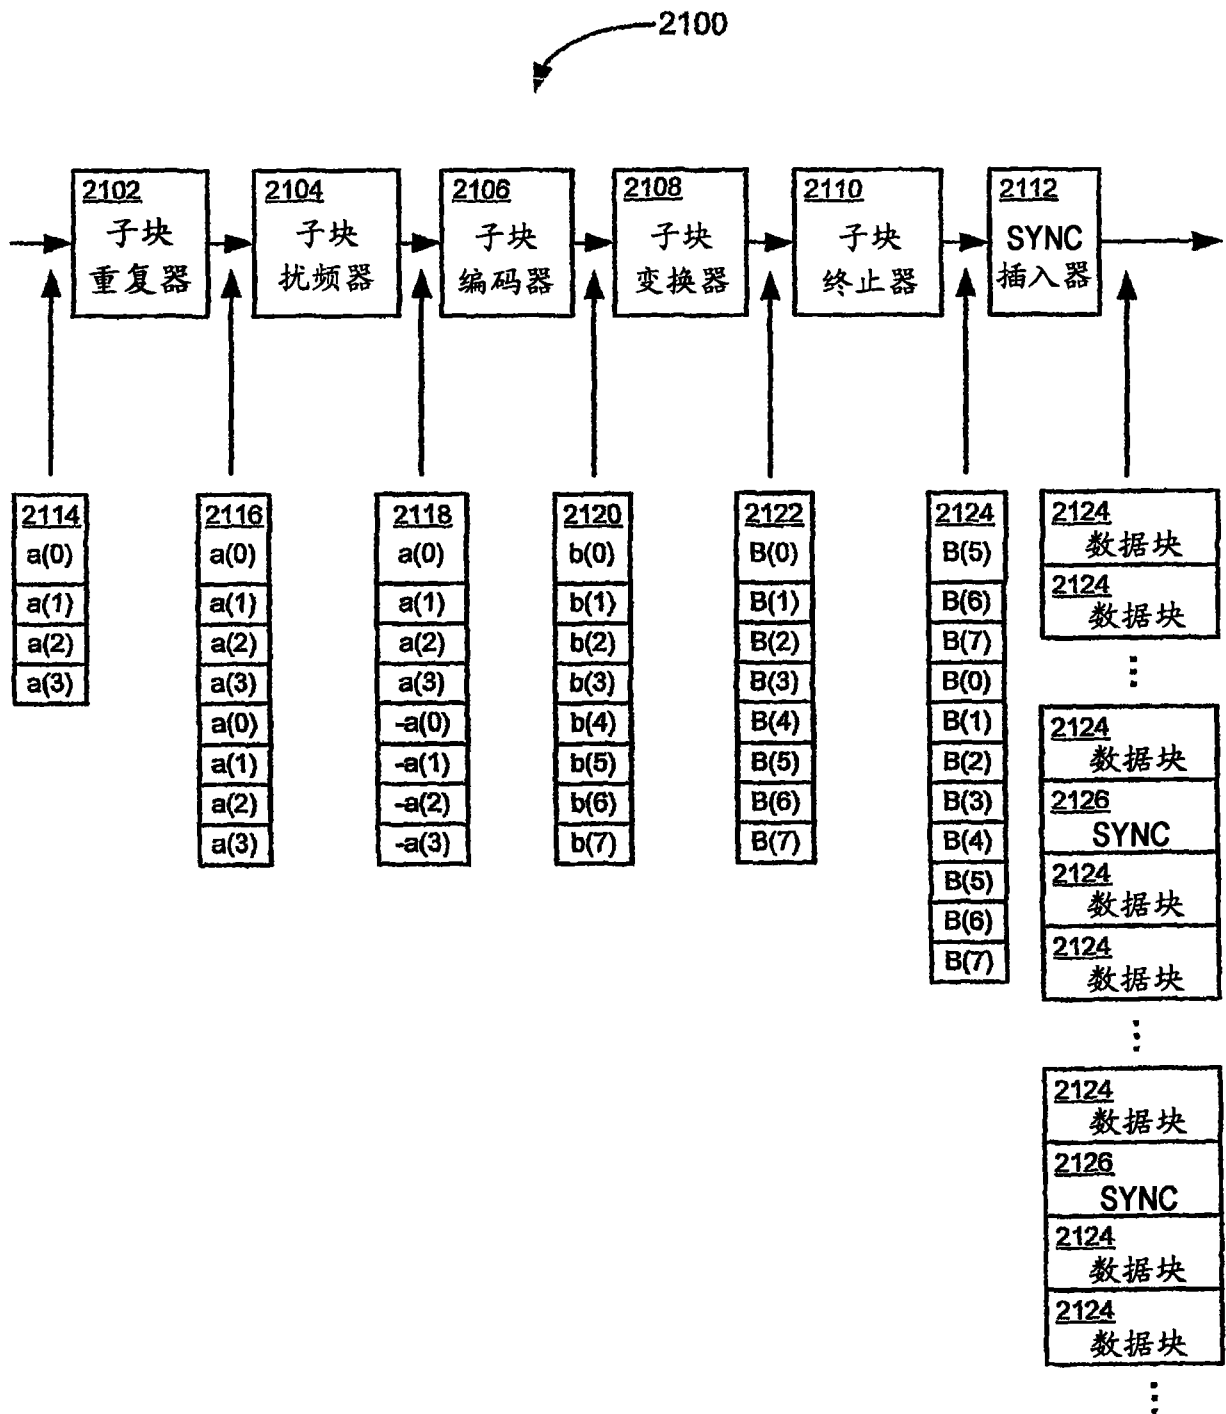 2100
2102
子块
重复器
2104
子块
扰频器
2106
子块
编码器
2108
子块
变换器
2110
子块
终止器
2112
SYNC
插入器
2114
a(0)
a(1)
a(2)
a(3)
2116
a(0)
a(1)
a(2)
a(3)
a(0)
a(1)
a(2)
a(3)
2118
a(0)
a(1)
a(2)
a(3)
-a(0)
-a(1)
-a(2)
-a(3)
2120
b(0)
b(1)
b(2)
b(3)
b(4)
b(5)
b(6)
b(7)
2122
B(0)
B(1)
B(2)
B(3)
B(4)
B(5)
B(6)
B(7)
2124
B(5)
B(6)
B(7)
B(0)
B(1)
B(2)
B(3)
B(4)
B(5)
B(6)
B(7)
2124
数据块
2124
数据块
2124
数据块
2126
SYNC
2124
数据块
2124
数据块
2124
数据块
2126
SYNC
2124
数据块
2124
数据块